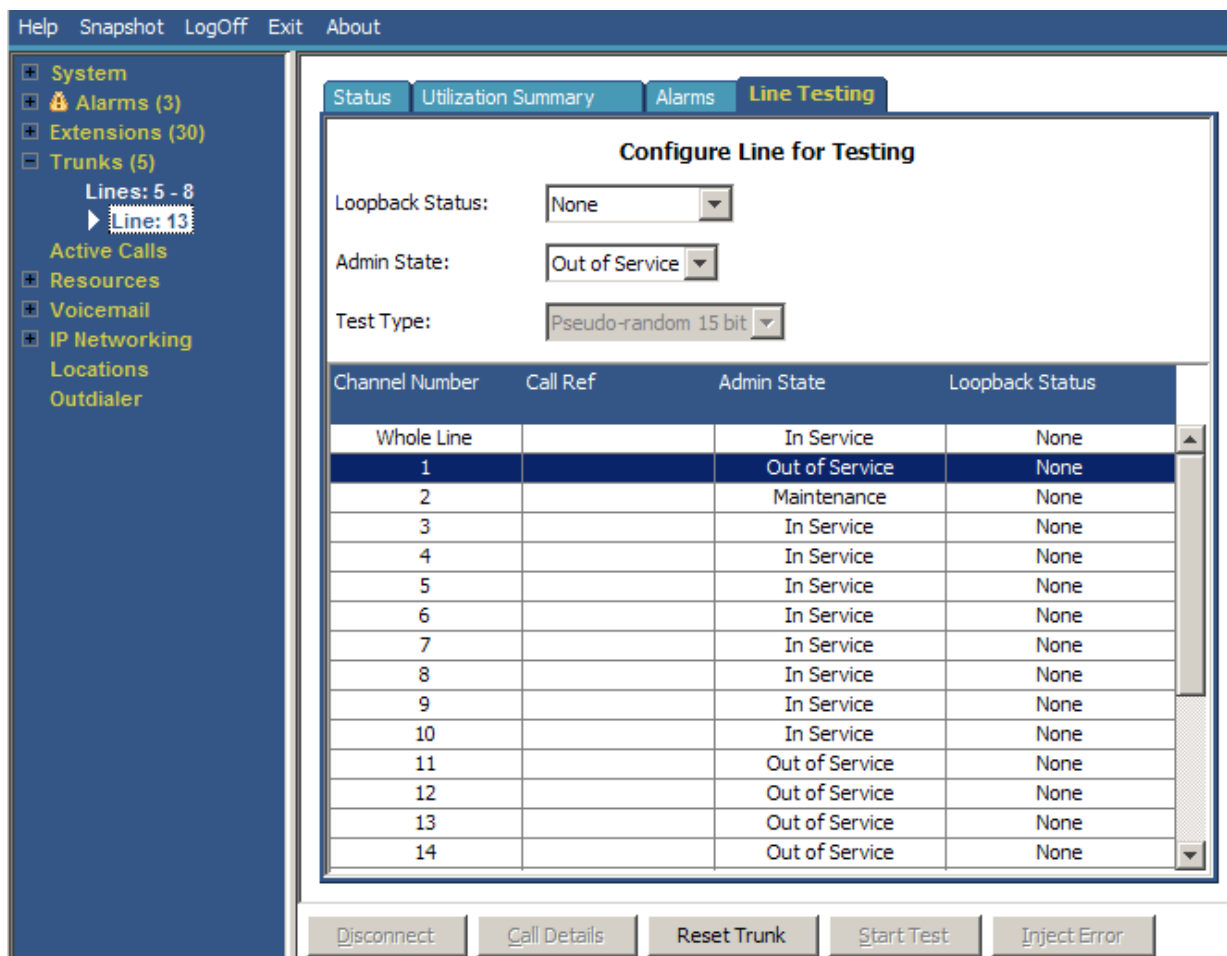 Help Snapshot LogOff Exit About
System
Alarms (3)
Extensions (30)
Trunks (5)
Lines: 5 - 8
Line: 13
Active Calls
Resources
Voicemail
IP Networking
Locations
Outdialer
Status Utilization Summary Alarms Line Testing
Configure Line for Testing
Loopback Status: None
Admin State: Out of Service
Test Type: Pseudo-random 15 bit
Channel Number Call Ref Admin State Loopback Status
Whole Line In Service None
1 Out of Service None
2 Maintenance None
3 In Service None
4 In Service None
5 In Service None
6 In Service None
7 In Service None
8 In Service None
9 In Service None
10 In Service None
11 Out of Service None
12 Out of Service None
13 Out of Service None
14 Out of Service None
Disconnect Call Details Reset Trunk Start Test Inject Error